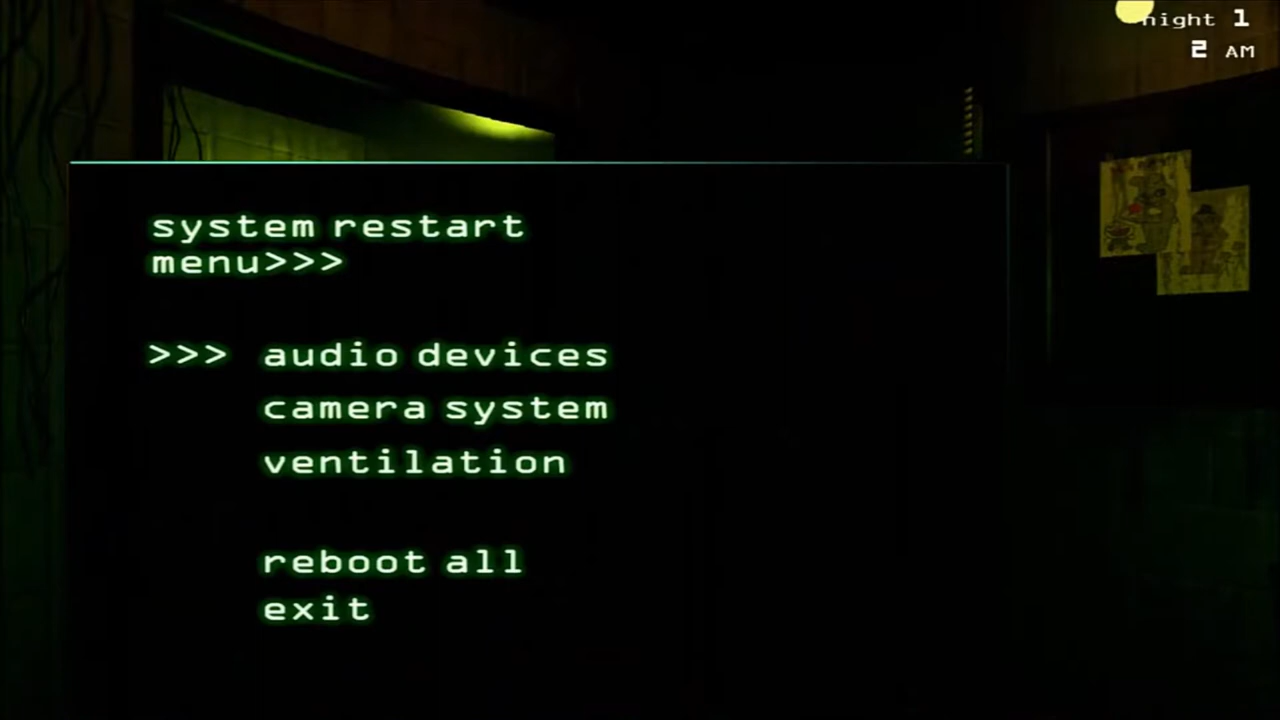 night 1
2 AM
system restart
menu>>>
>>> audio devices
camera system
ventilation
reboot all
exit